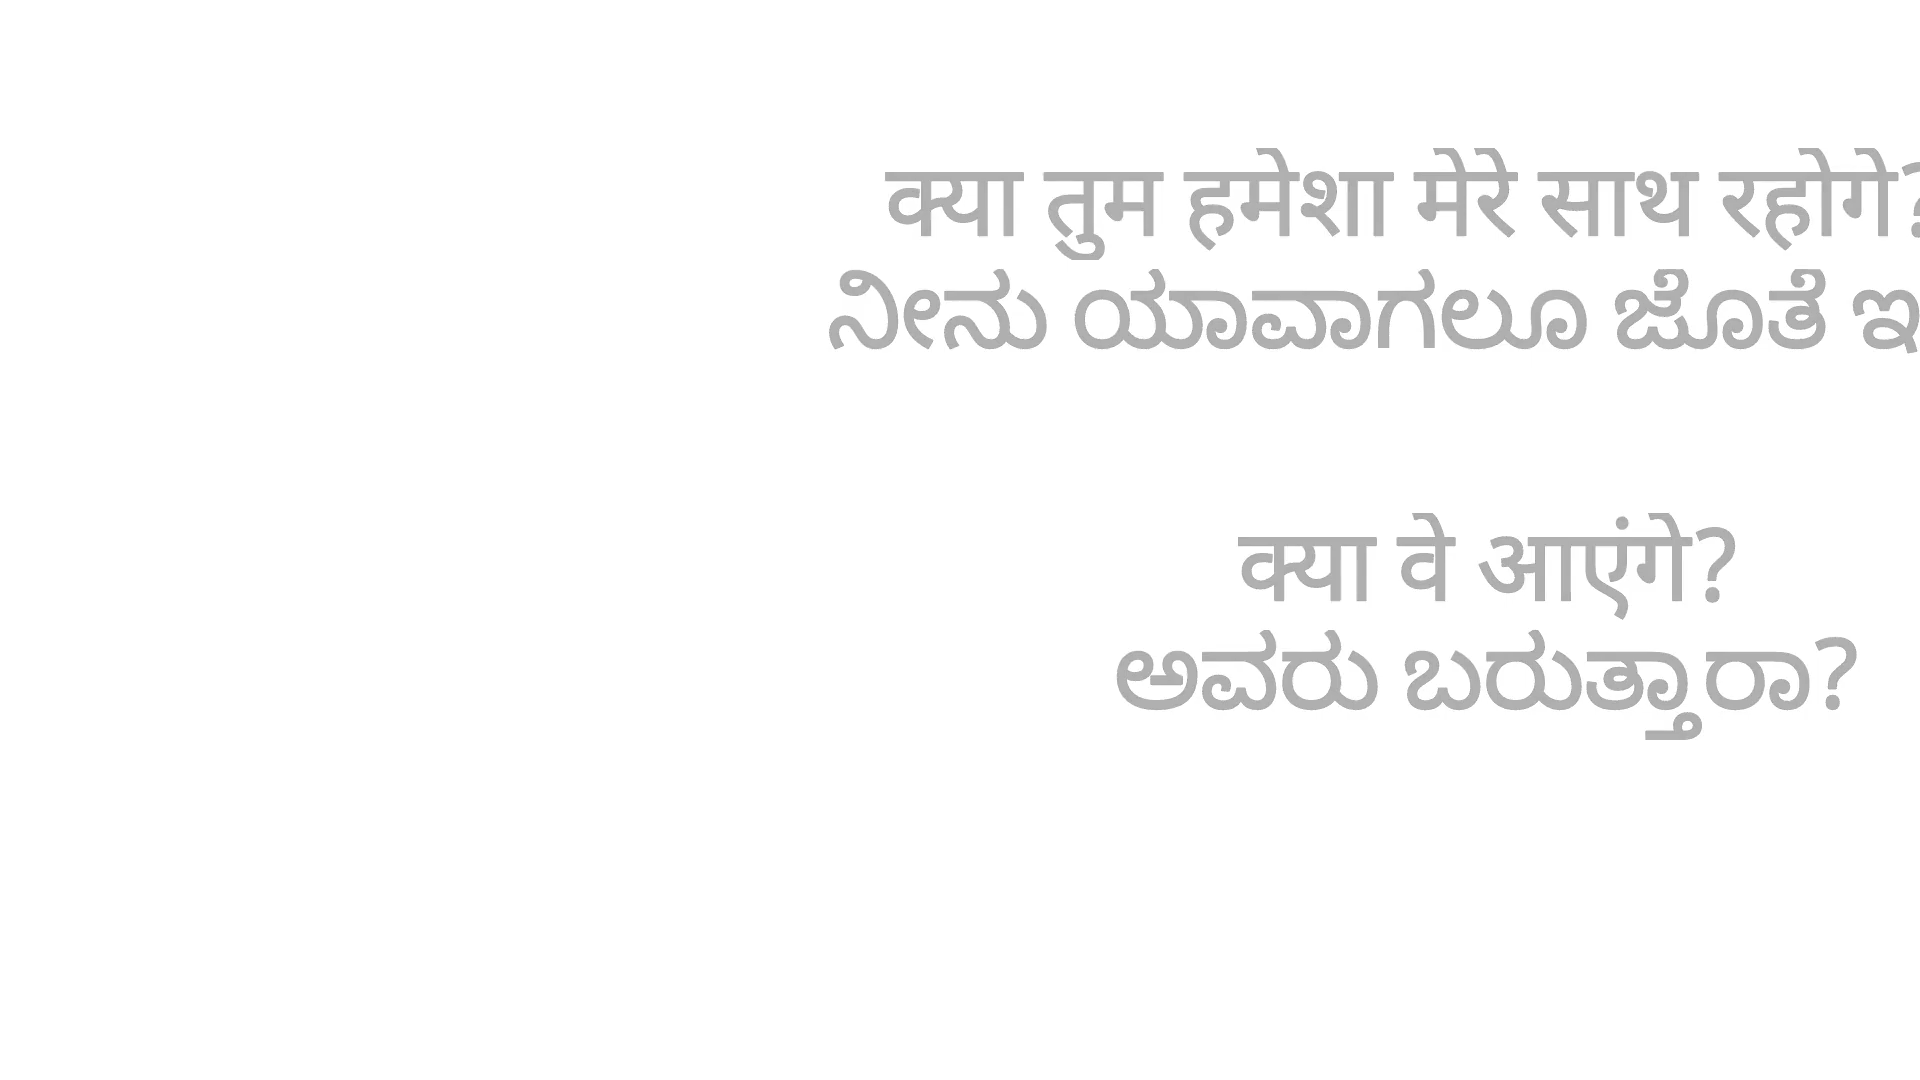 क्या तुम हमेशा मेरे साथ रहोगे?
ನೀನು ಯಾವಾಗಲೂ ಜೊತೆ
क्या वे आएंगे?
ಅವರು ಬರುತ್ತಾರಾ?